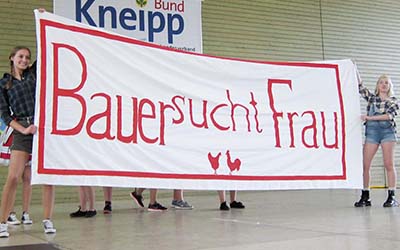 Bund
Kneipp
Bauer sucht Frau